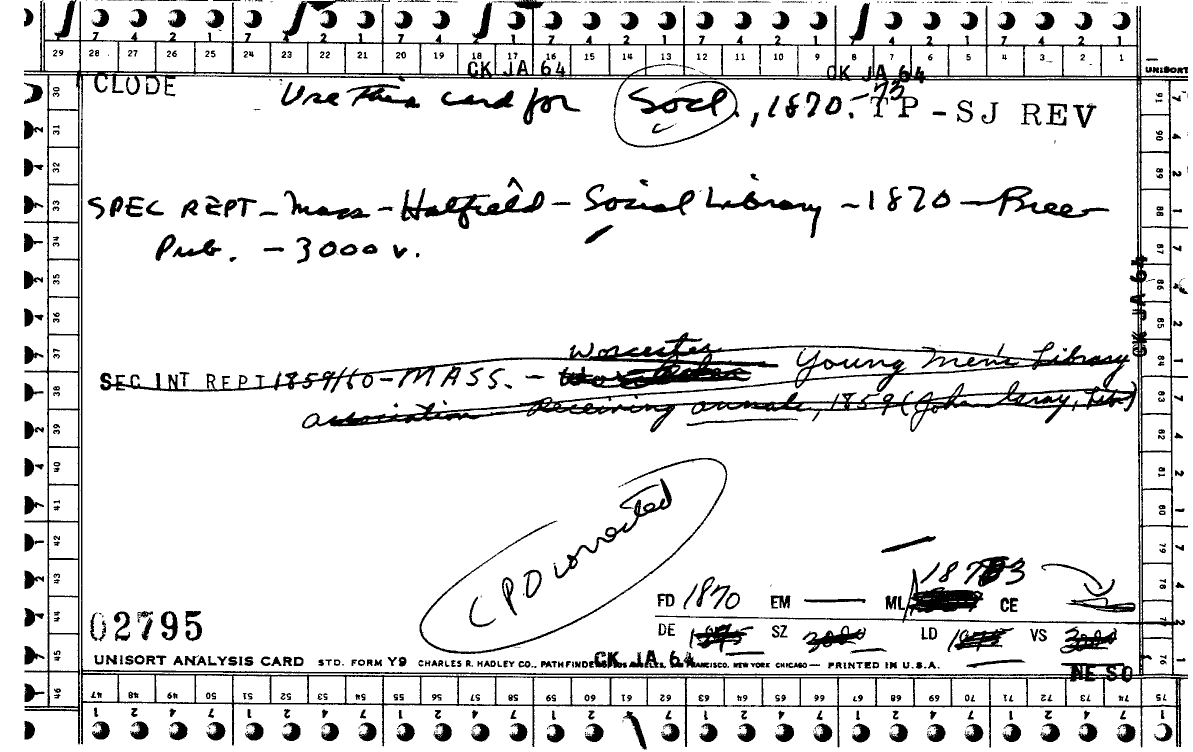 7 4 2 1 7 4 2 1 7 4 2 1 7 4 2 1 7 4 2 1 7 4 2 1 7 4 2 1
29 28 27 26 25 24 23 22 21 20 19 18 17 16 15 14 13 12 11 10 9 8 7 6 5 4 3 2 1
CK JA 64 CK JA 64 UNISORT
CLODE Use this card for Socl., 1870-73 TP-SJ REV
SPEC REPT - Mass - Hatfield - Social Library - 1870 - Free
Pub. - 3000 v.
CK JA 64
Worcester
SEC INT REPT 1859/60 - MASS. - Young Men's Library
association Receiving annals, 1859 (John Gray, Lib)
CPD corrected
1873
FD 1870 EM — ML CE
02795
DE 1875 SZ 3000 LD 1875 VS 3000
UNISORT ANALYSIS CARD STD. FORM Y9 CHARLES R. HADLEY CO., PATHFINDERS LOS ANGELES, SAN FRANCISCO, NEW YORK CHICAGO — PRINTED IN U.S.A.
CK JA 64
NE SO
30 31 32 33 34 35 36 37 38 39 40 41 42 43 44 45 46
91 90 89 88 87 86 85 84 83 82 81 80 79 78 77 76 75
47 48 49 50 51 52 53 54 55 56 57 58 59 60 61 62 63 64 65 66 67 68 69 70 71 72 73 74 75
1 2 4 7 1 2 4 7 1 2 4 7 1 2 4 7 1 2 4 7 1 2 4 7 1 2 4 7 1